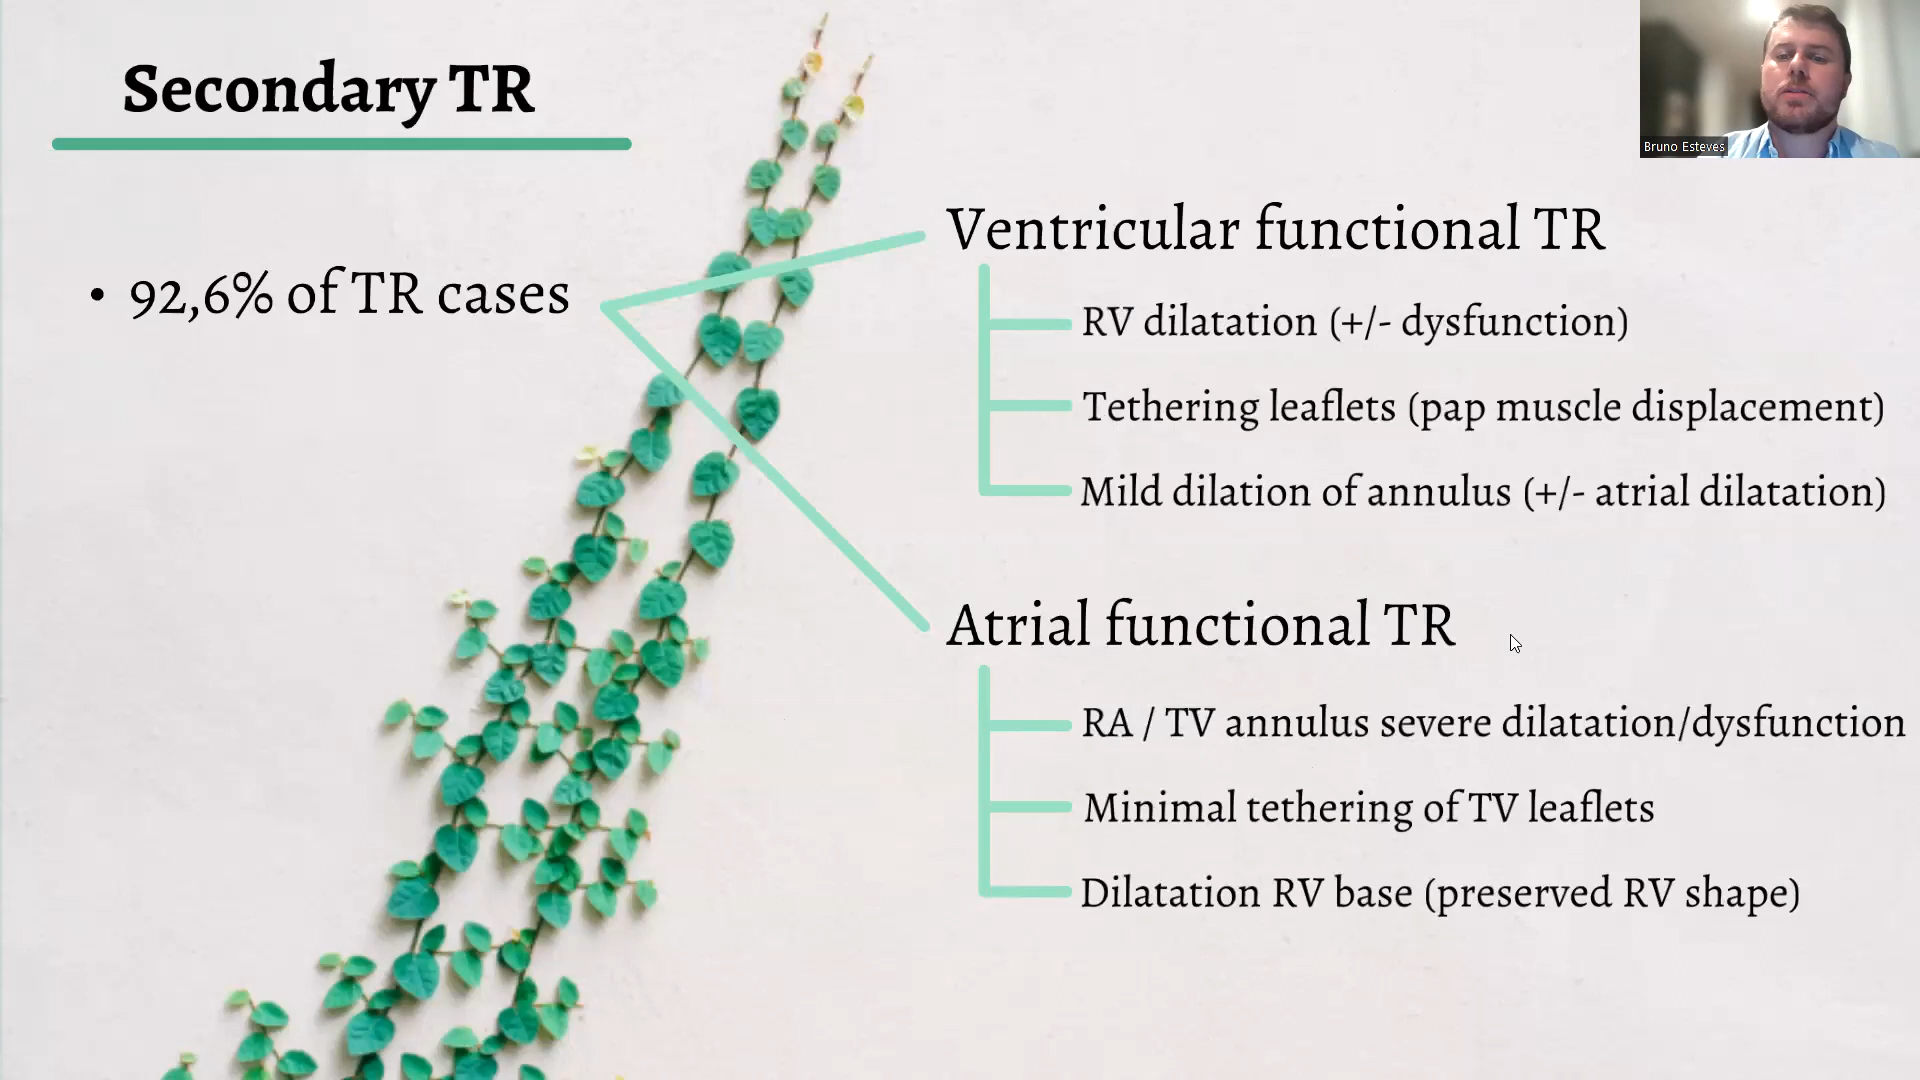 Secondary TR
Bruno Esteves
• 92,6% of TR cases
Ventricular functional TR
RV dilatation (+/- dysfunction)
Tethering leaflets (pap muscle displacement)
Mild dilation of annulus (+/- atrial dilatation)
Atrial functional TR
RA / TV annulus severe dilatation/dysfunction
Minimal tethering of TV leaflets
Dilatation RV base (preserved RV shape)